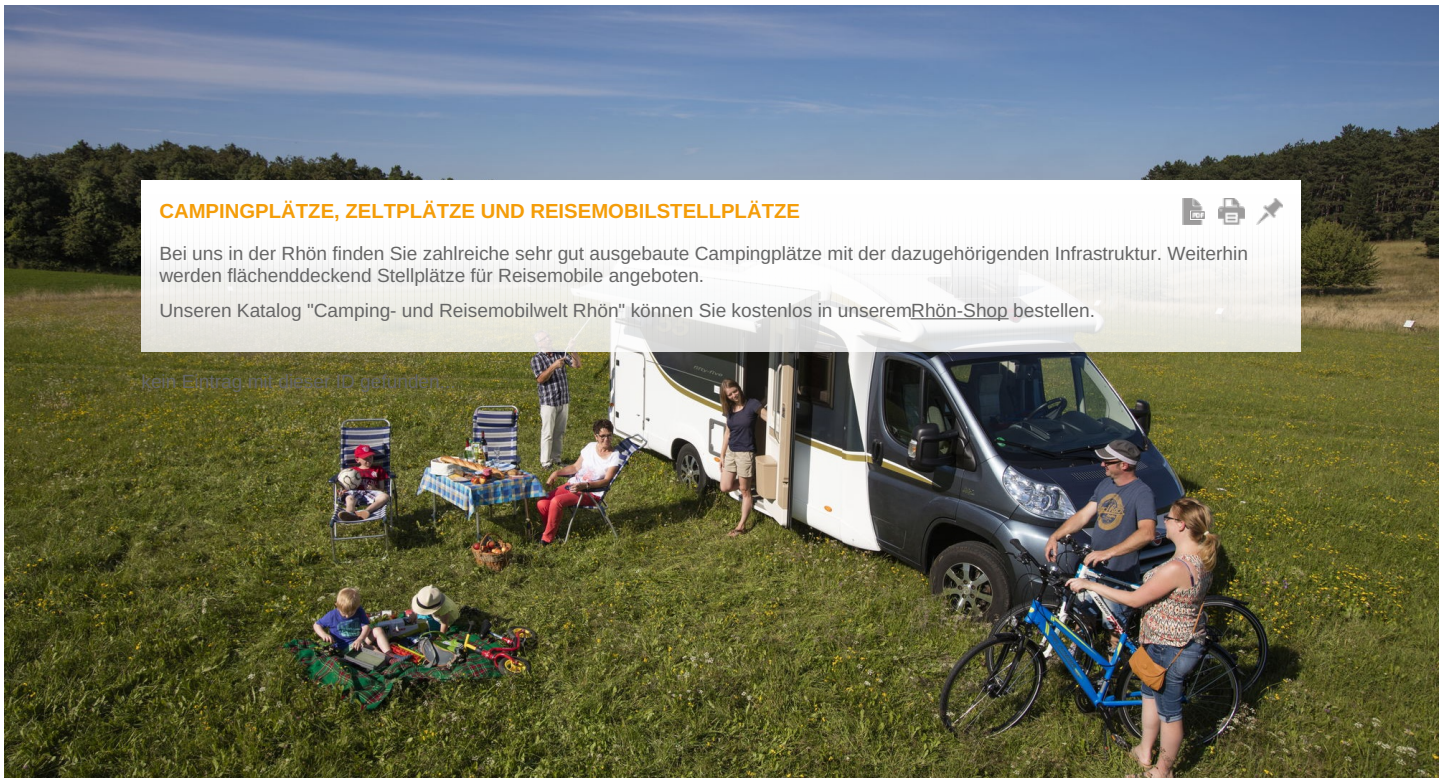 CAMPINGPLÄTZE, ZELTPLÄTZE UND REISEMOBILSTELLPLÄTZE
PDF
Bei uns in der Rhön finden Sie zahlreiche sehr gut ausgebaute Campingplätze mit der dazugehörigenden Infrastruktur. Weiterhin
werden flächenddeckend Stellplätze für Reisemobile angeboten.
Unseren Katalog "Camping- und Reisemobilwelt Rhön" können Sie kostenlos in unseremRhön-Shop bestellen.
kein Eintrag mit dieser ID gefunden